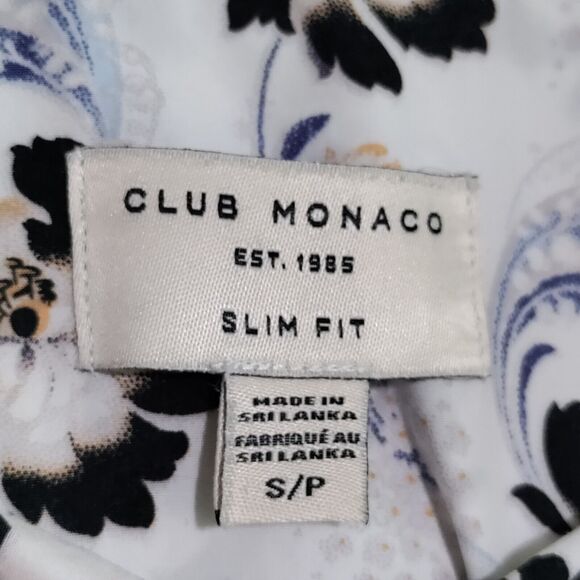 CLUB MONACO
EST. 1985
SLIM FIT
MADE IN
SRI LANKA
FABRIQUÉ AU
SRI LANKA
S/P